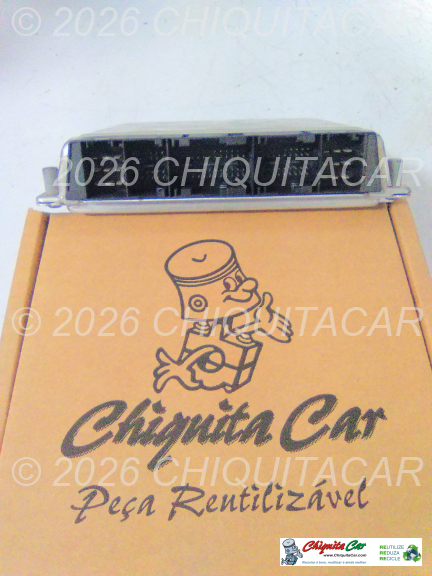 © 2026 CHIQUITACAR
© 2026 CHIQUITACAR
© 2026 CHIQUITACAR
Chiquita Car
© 2026 CHIQUITACAR
Peça Reutilizável
Chiquita Car
www.ChiquitaCar.com
REUTILIZE
REDUZA
RECICLE